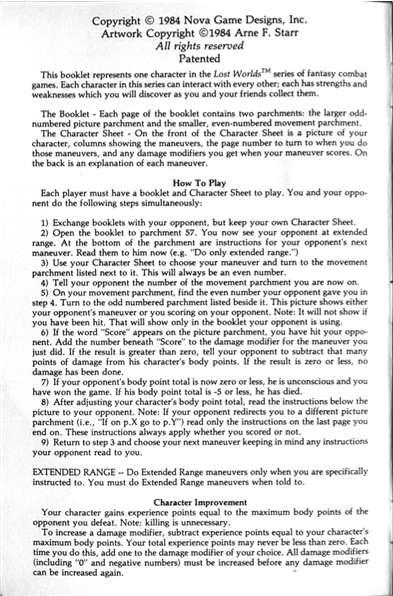 Copyright © 1984 Nova Game Designs, Inc.
Artwork Copyright ©1984 Arne F. Starr
All rights reserved
Patented
This booklet represents one character in the Lost Worlds™ series of fantasy combat
games. Each character in this series can interact with every other; each has strengths and
weaknesses which you will discover as you and your friends collect them.
The Booklet - Each page of the booklet contains two parchments: the larger odd-
numbered picture parchment and the smaller, even-numbered movement parchment.
The Character Sheet - On the front of the Character Sheet is a picture of your
character, columns showing the maneuvers, the page number to turn to when you do
those maneuvers, and any damage modifiers you get when your maneuver scores. On
the back is an explanation of each maneuver.
How To Play
Each player must have a booklet and Character Sheet to play. You and your oppo-
nent do the following steps simultaneously:
1) Exchange booklets with your opponent, but keep your own Character Sheet.
2) Open the booklet to parchment 57. You now see your opponent at extended
range. At the bottom of the parchment are instructions for your opponent's next
maneuver. Read them to him now (e.g. "Do only extended range.")
3) Use your Character Sheet to choose your maneuver and turn to the movement
parchment listed next to it. This will always be an even number.
4) Tell your opponent the number of the movement parchment you are now on.
5) On your movement parchment, find the even number your opponent gave you in
step 4. Turn to the odd numbered parchment listed beside it. This picture shows either
your opponent's maneuver or you scoring on your opponent. Note: It will not show if
you have been hit. That will show only in the booklet your opponent is using.
6) If the word "Score" appears on the picture parchment, you have hit your oppo-
nent. Add the number beneath "Score" to the damage modifier for the maneuver you
just did. If the result is greater than zero, tell your opponent to subtract that many
points of damage from his character's body points. If the result is zero or less, no
damage has been done.
7) If your opponent's body point total is now zero or less, he is unconscious and you
have won the game. If his body point total is -5 or less, he has died.
8) After adjusting your character's body point total, read the instructions below the
picture to your opponent. Note: If your opponent redirects you to a different picture
parchment (i.e., "If on p.X go to p.Y") read only the instructions on the last page you
end on. These instructions always apply whether you scored or not.
9) Return to step 3 and choose your next maneuver keeping in mind any instructions
your opponent read to you.
EXTENDED RANGE -- Do Extended Range maneuvers only when you are specifically
instructed to. You must do Extended Range maneuvers when told to.
Character Improvement
Your character gains experience points equal to the maximum body points of the
opponent you defeat. Note: killing is unnecessary.
To increase a damage modifier, subtract experience points equal to your character's
maximum body points. Your total experience points may never be less than zero. Each
time you do this, add one to the damage modifier of your choice. All damage modifiers
(including "0" and negative numbers) must be increased before any damage modifier
can be increased again.